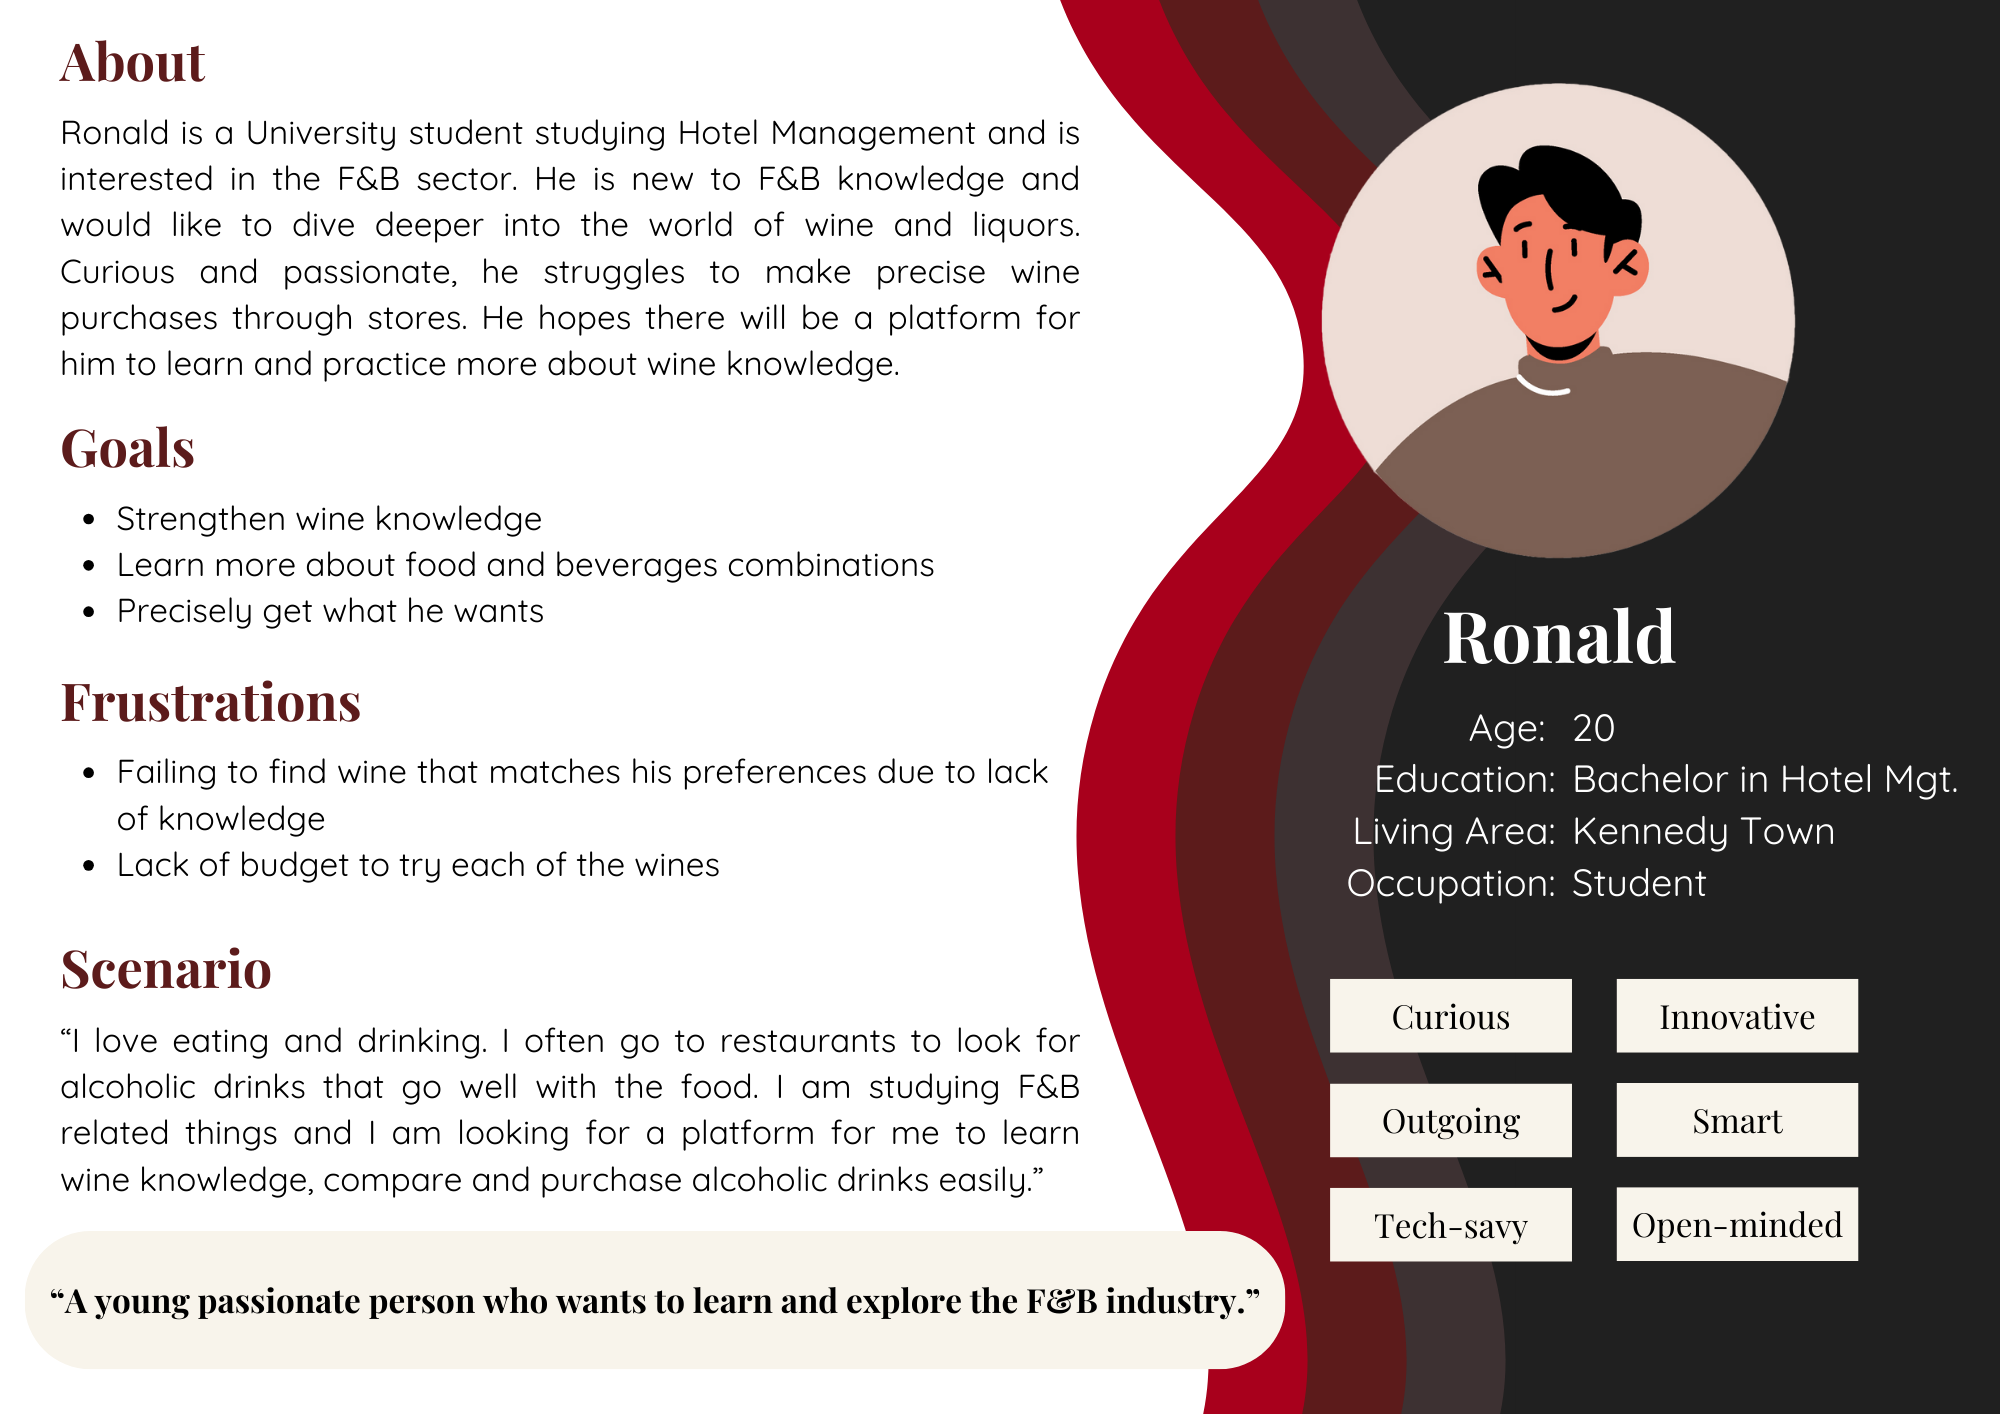 About
Ronald is a University student studying Hotel Management and is
interested in the F&B sector. He is new to F&B knowledge and
would like to dive deeper into the world of wine and liquors.
Curious and passionate, he struggles to make precise wine
purchases through stores. He hopes there will be a platform for
him to learn and practice more about wine knowledge.
Goals
• Strengthen wine knowledge
• Learn more about food and beverages combinations
• Precisely get what he wants
Frustrations
• Failing to find wine that matches his preferences due to lack
of knowledge
• Lack of budget to try each of the wines
Scenario
“I love eating and drinking. I often go to restaurants to look for
alcoholic drinks that go well with the food. I am studying F&B
related things and I am looking for a platform for me to learn
wine knowledge, compare and purchase alcoholic drinks easily.”
“A young passionate person who wants to learn and explore the F&B industry.”
Ronald
Age: 20
Education: Bachelor in Hotel Mgt.
Living Area: Kennedy Town
Occupation: Student
Curious
Innovative
Outgoing
Smart
Tech-savy
Open-minded